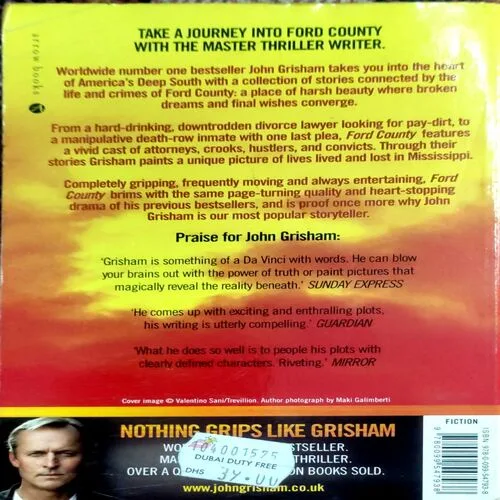 arrow books
TAKE A JOURNEY INTO FORD COUNTY
WITH THE MASTER THRILLER WRITER.
Worldwide number one bestseller John Grisham takes you into the heart
of America's Deep South with a collection of stories connected by the
life and crimes of Ford County: a place of harsh beauty where broken
dreams and final wishes converge.
From a hard-drinking, downtrodden divorce lawyer looking for pay-dirt, to
a manipulative death-row inmate with one last plea, Ford County features
a vivid cast of attorneys, crooks, hustlers, and convicts. Through their
stories Grisham paints a unique picture of lives lived and lost in Mississippi.
Completely gripping, frequently moving and always entertaining, Ford
County brims with the same page-turning quality and heart-stopping
drama of his previous bestsellers, and is proof once more why John
Grisham is our most popular storyteller.
Praise for John Grisham:
'Grisham is something of a Da Vinci with words. He can blow
your brains out with the power of truth or paint pictures that
magically reveal the reality beneath.' SUNDAY EXPRESS
'He comes up with exciting and enthralling plots,
his writing is utterly compelling.' GUARDIAN
'What he does so well is to people his plots with
clearly defined characters. Riveting.' MIRROR
Cover image © Valentino Sani/Trevillion. Author photograph by Maki Galimberti
NOTHING GRIPS LIKE GRISHAM
104001575
DUBAI DUTY FREE
DHS
OVER A
ON BOOKS SOLD.
www.johngrisham.co.uk
FICTION